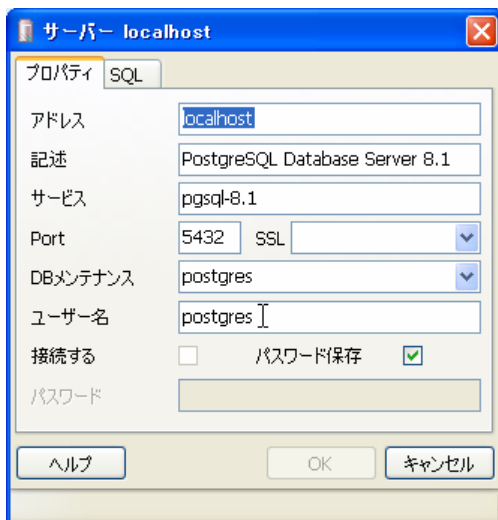 サーバー localhost
プロパティ SQL
アドレス localhost
記述 PostgreSQL Database Server 8.1
サービス pgsql-8.1
Port 5432 SSL
DBメンテナンス postgres
ユーザー名 postgres
接続する パスワード保存
パスワード
ヘルプ OK キャンセル